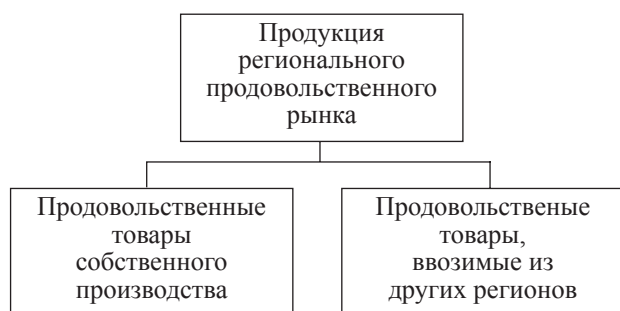 Продукция
регионального
продовольственного
рынка
Продовольственные
товары
собственного
производства
Продовольственые
товары,
ввозимые из
других регионов